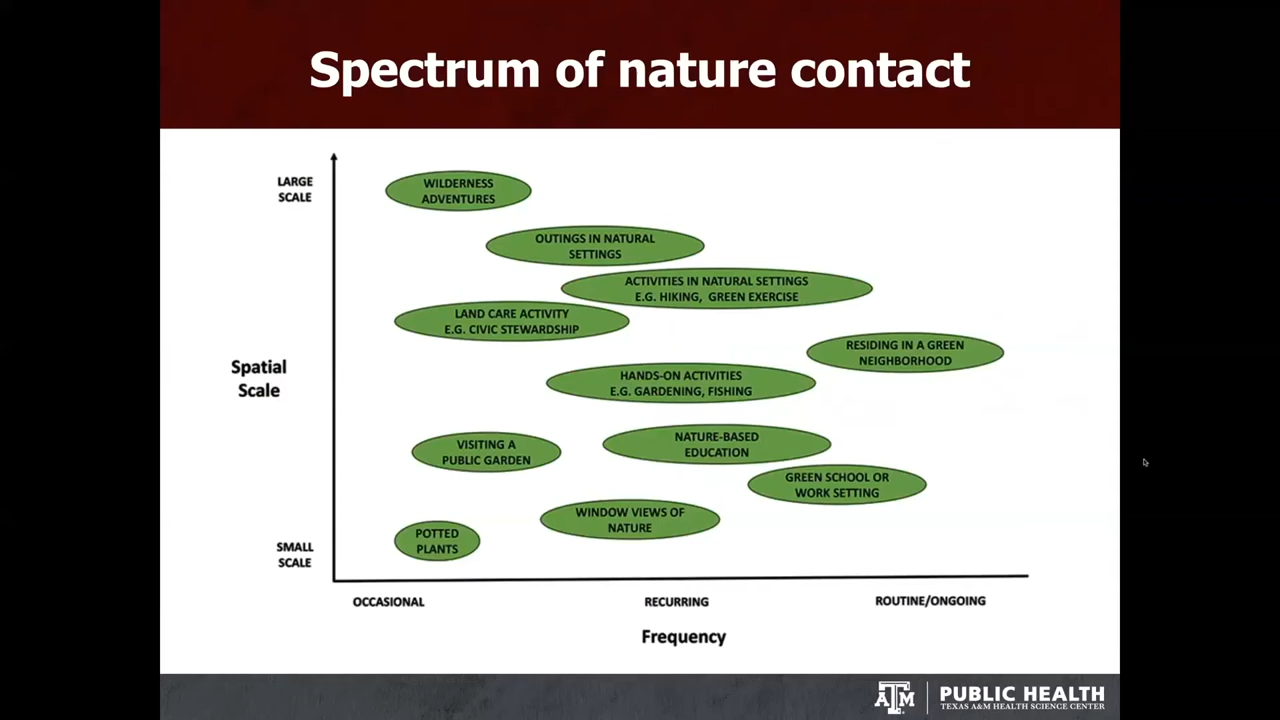 Spectrum of nature contact
LARGE
SCALE
WILDERNESS
ADVENTURES
OUTINGS IN NATURAL
SETTINGS
ACTIVITIES IN NATURAL SETTINGS
E.G. HIKING, GREEN EXERCISE
LAND CARE ACTIVITY
E.G. CIVIC STEWARDSHIP
RESIDING IN A GREEN
NEIGHBORHOOD
Spatial
Scale
HANDS-ON ACTIVITIES
E.G. GARDENING, FISHING
VISITING A
PUBLIC GARDEN
NATURE-BASED
EDUCATION
GREEN SCHOOL OR
WORK SETTING
WINDOW VIEWS OF
NATURE
POTTED
PLANTS
SMALL
SCALE
OCCASIONAL
RECURRING
ROUTINE/ONGOING
Frequency
ATM
PUBLIC HEALTH
TEXAS A&M HEALTH SCIENCE CENTER